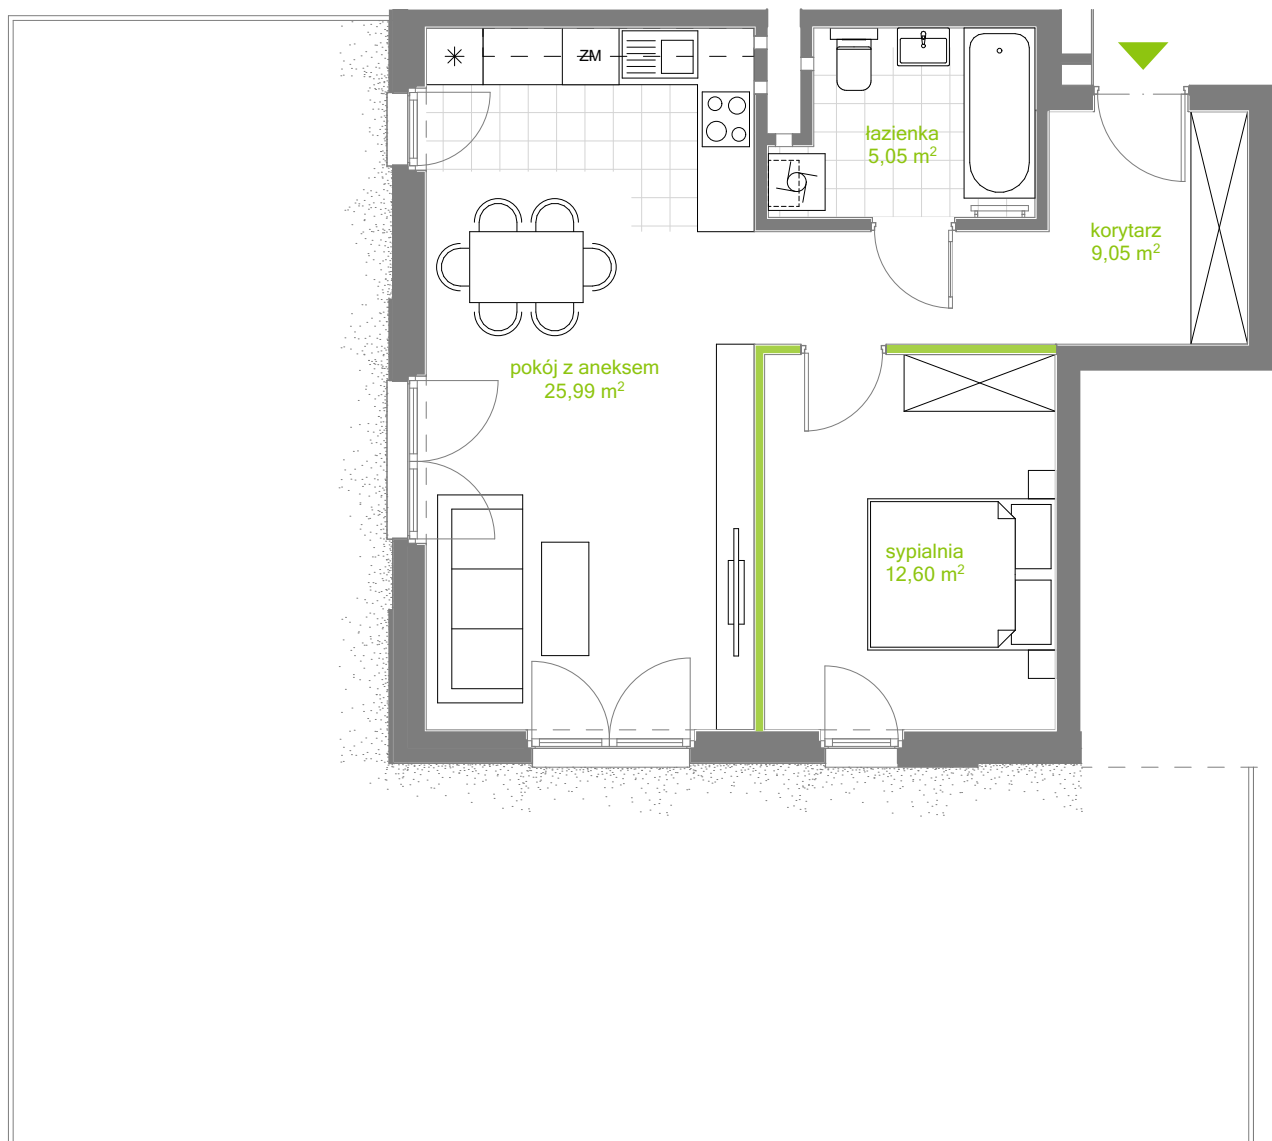 ZM
łazienka
5,05 m²
korytarz
9,05 m²
pokój z aneksem
25,99 m²
sypialnia
12,60 m²